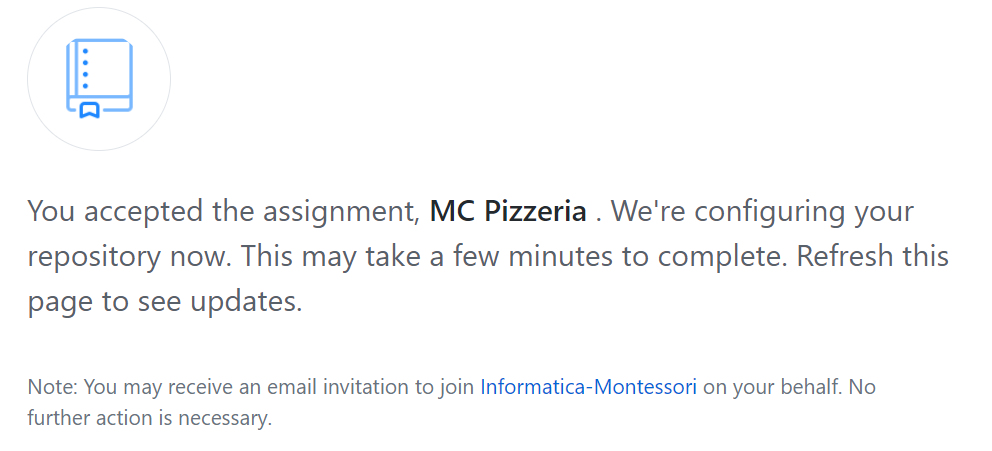 You accepted the assignment, MC Pizzeria . We're configuring your
repository now. This may take a few minutes to complete. Refresh this
page to see updates.
Note: You may receive an email invitation to join Informatica-Montessori on your behalf. No
further action is necessary.